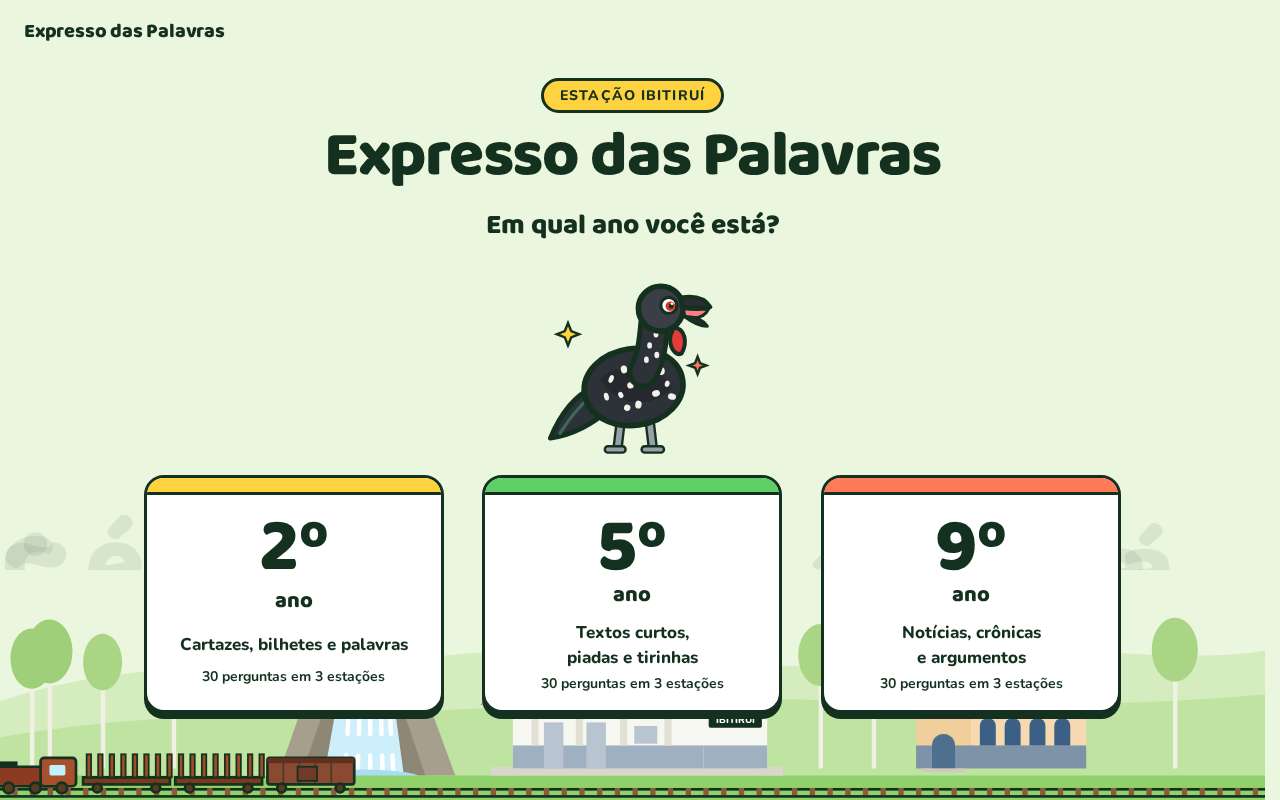 Expresso das Palavras
ESTAÇÃO IBITIRUÍ
Expresso das Palavras
Em qual ano você está?
2º
ano
Cartazes, bilhetes e palavras
30 perguntas em 3 estações
5º
ano
Textos curtos,
piadas e tirinhas
30 perguntas em 3 estações
9º
ano
Notícias, crônicas
e argumentos
30 perguntas em 3 estações
IBITIRUÍ